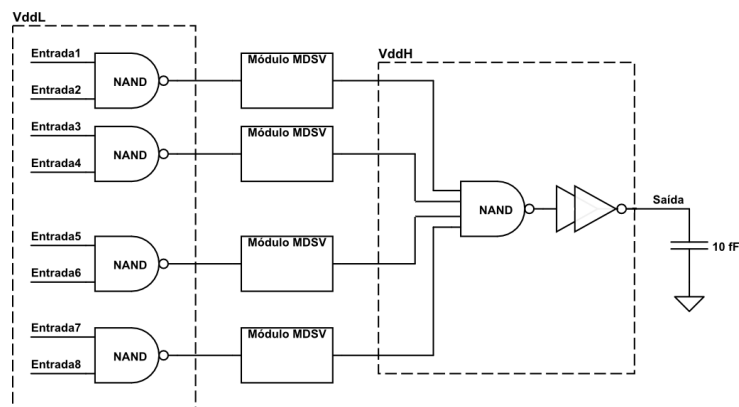 VddL
VddH
Entrada1
Módulo MDSV
NAND
Entrada2
Entrada3
Módulo MDSV
NAND
Entrada4
Saída
NAND
10 fF
Entrada5
Módulo MDSV
NAND
Entrada6
Entrada7
Módulo MDSV
NAND
Entrada8